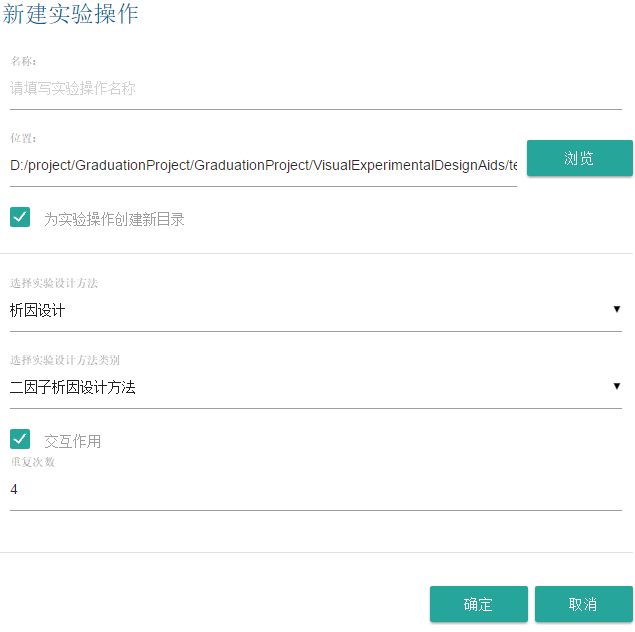 新建实验操作
名称:
请填写实验操作名称
位置:
D:/project/GraduationProject/GraduationProject/VisualExperimentalDesignAids/te
浏览
为实验操作创建新目录
选择实验设计方法
析因设计
选择实验设计方法类别
二因子析因设计方法
交互作用
重复次数
4
确定
取消